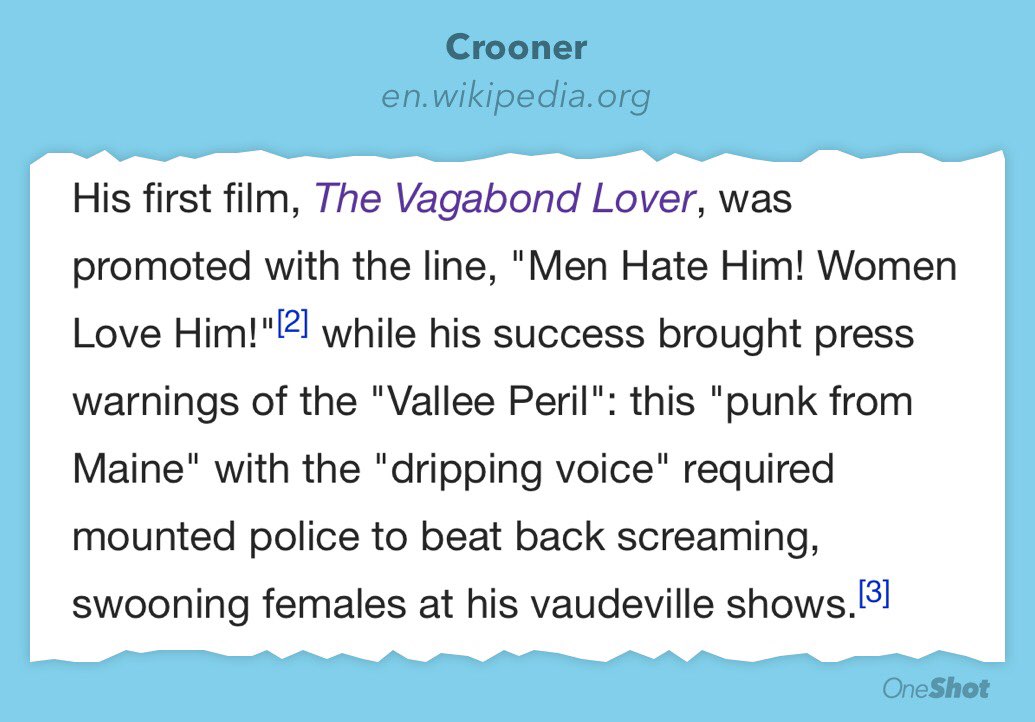 Crooner
en.wikipedia.org
His first film, The Vagabond Lover, was
promoted with the line, "Men Hate Him! Women
Love Him!"[2] while his success brought press
warnings of the "Vallee Peril": this "punk from
Maine" with the "dripping voice" required
mounted police to beat back screaming,
swooning females at his vaudeville shows.[3]
OneShot